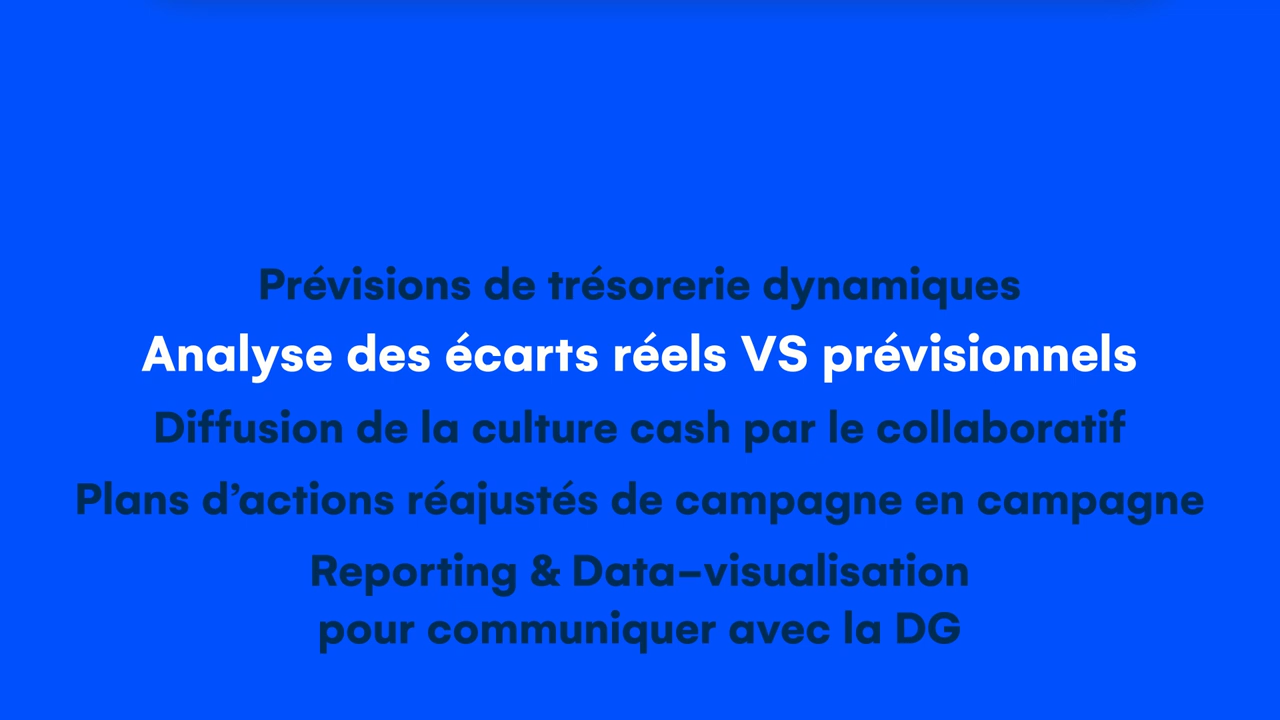 Prévisions de trésorerie dynamiques
Analyse des écarts réels VS prévisionnels
Diffusion de la culture cash par le collaboratif
Plans d’actions réajustés de campagne en campagne
Reporting & Data-visualisation
pour communiquer avec la DG